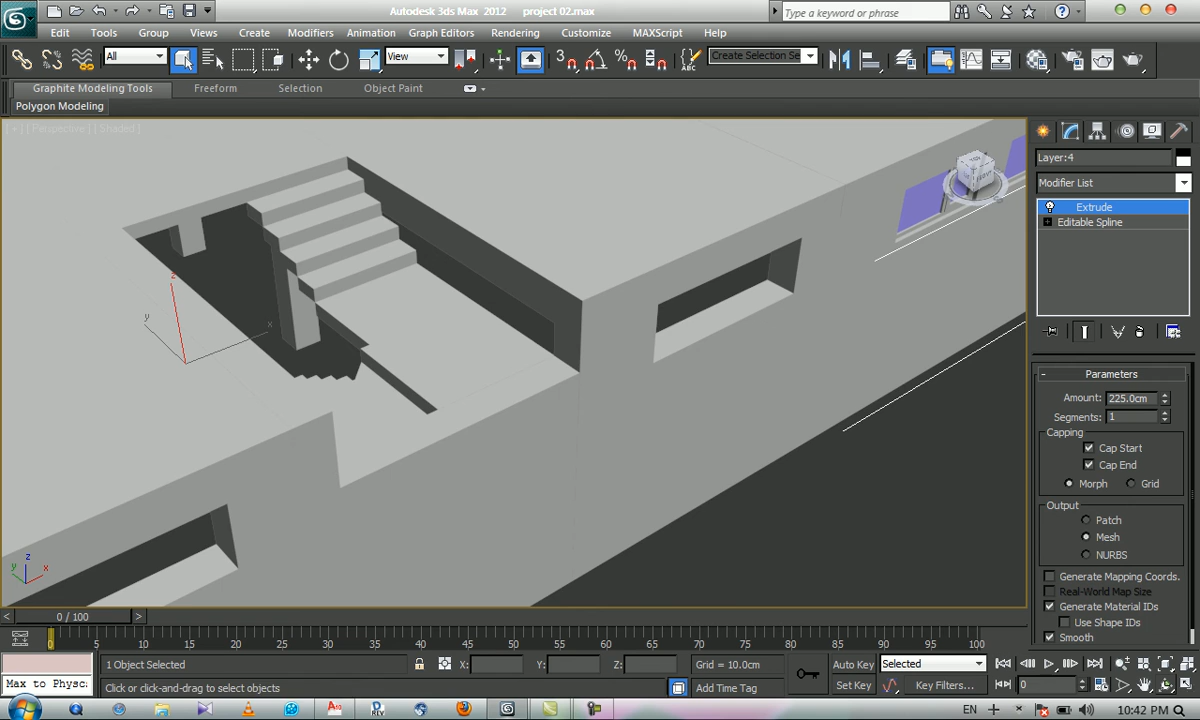 Autodesk 3ds Max 2012 project 02.max
Type a keyword or phrase
Edit Tools Group Views Create Modifiers Animation Graph Editors Rendering Customize MAXScript Help
All View 3 Create Selection Se
Graphite Modeling Tools Freeform Selection Object Paint
Polygon Modeling
[ + ] [ Perspective ] [ Shaded ]
Layer:4
Modifier List
Extrude
Editable Spline
z
y
x
Parameters
Amount: 225.0cm
Segments: 1
Capping
Cap Start
Cap End
Morph Grid
Output
Patch
Mesh
NURBS
Generate Mapping Coords.
Real-World Map Size
Generate Material IDs
Use Shape IDs
Smooth
z
y x
< 0 / 100 >
0 5 10 15 20 25 30 35 40 45 50 55 60 65 70 75 80 85 90 95 100
1 Object Selected X: Y: Z: Grid = 10.0cm Auto Key Selected
Max to Physc: Click or click-and-drag to select objects Add Time Tag Set Key Key Filters... 0
EN 10:42 PM